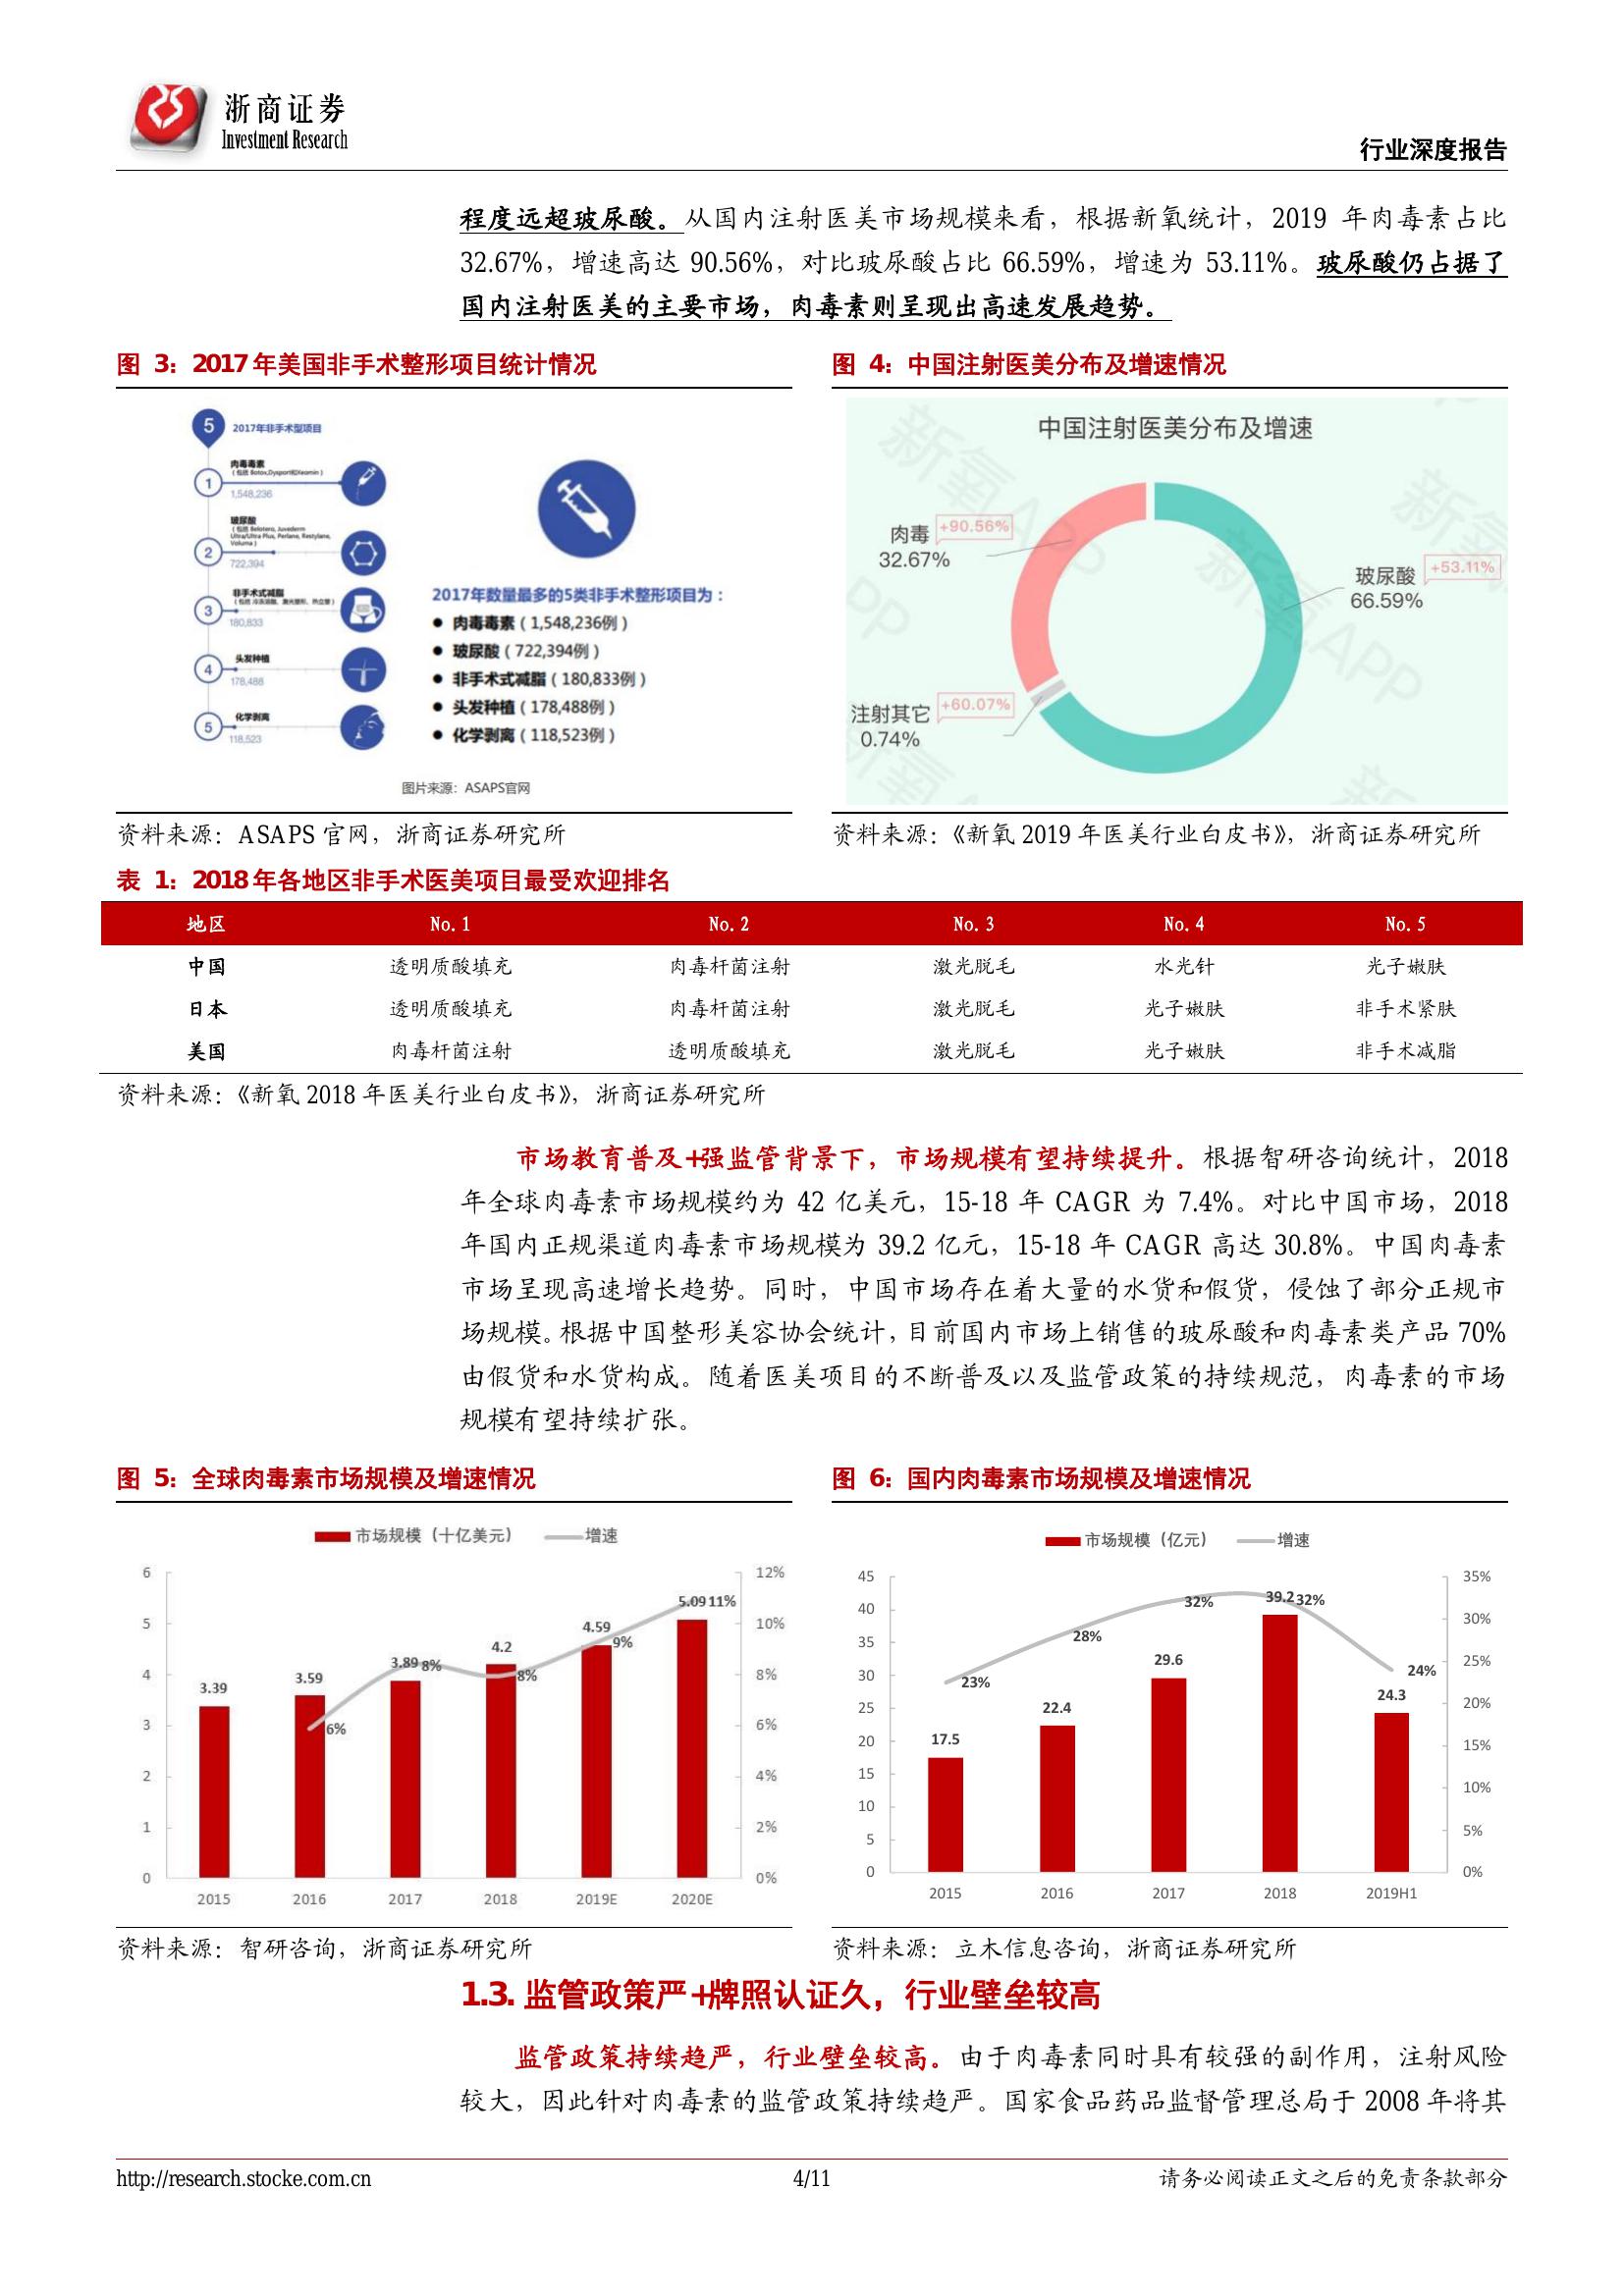 浙商证券
Investment Research
行业深度报告
程度远超玻尿酸。从国内注射医美市场规模来看，根据新氧统计，2019 年肉毒素占比
32.67%，增速高达 90.56%，对比玻尿酸占比 66.59%，增速为 53.11%。玻尿酸仍占据了
国内注射医美的主要市场，肉毒素则呈现出高速发展趋势。
图 3：2017 年美国非手术整形项目统计情况
5 2017年非手术型项目
1
肉毒毒素
（包括 Botox,Dysport和Xeomin）
1,548,236
2
玻尿酸
（包括 Belotero, Juvederm
Ultra/Ultra Plus, Perlane, Restylane,
Voluma）
722,394
3
非手术式减脂
180,833
4
头发种植
178,488
5
化学剥离
118,523
2017年数量最多的5类非手术整形项目为：
● 肉毒毒素（1,548,236例）
● 玻尿酸（722,394例）
● 非手术式减脂（180,833例）
● 头发种植（178,488例）
● 化学剥离（118,523例）
图片来源：ASAPS官网
资料来源：ASAPS 官网，浙商证券研究所
图 4：中国注射医美分布及增速情况
中国注射医美分布及增速
肉毒 +90.56%
32.67%
玻尿酸 +53.11%
66.59%
注射其它 +60.07%
0.74%
新氧APP
资料来源：《新氧 2019 年医美行业白皮书》，浙商证券研究所
表 1：2018 年各地区非手术医美项目最受欢迎排名
地区 No. 1 No. 2 No. 3 No. 4 No. 5
中国 透明质酸填充 肉毒杆菌注射 激光脱毛 水光针 光子嫩肤
日本 透明质酸填充 肉毒杆菌注射 激光脱毛 光子嫩肤 非手术紧肤
美国 肉毒杆菌注射 透明质酸填充 激光脱毛 光子嫩肤 非手术减脂
资料来源：《新氧 2018 年医美行业白皮书》，浙商证券研究所
市场教育普及+强监管背景下，市场规模有望持续提升。根据智研咨询统计，2018
年全球肉毒素市场规模约为 42 亿美元，15-18 年 CAGR 为 7.4%。对比中国市场，2018
年国内正规渠道肉毒素市场规模为 39.2 亿元，15-18 年 CAGR 高达 30.8%。中国肉毒素
市场呈现高速增长趋势。同时，中国市场存在着大量的水货和假货，侵蚀了部分正规市
场规模。根据中国整形美容协会统计，目前国内市场上销售的玻尿酸和肉毒素类产品 70%
由假货和水货构成。随着医美项目的不断普及以及监管政策的持续规范，肉毒素的市场
规模有望持续扩张。
图 5：全球肉毒素市场规模及增速情况
市场规模（十亿美元） 增速
6 5 4 3 2 1 0
12% 10% 8% 6% 4% 2% 0%
3.39 3.59 3.89 4.2 4.59 5.09
6% 8% 8% 9% 11%
2015 2016 2017 2018 2019E 2020E
资料来源：智研咨询，浙商证券研究所
图 6：国内肉毒素市场规模及增速情况
市场规模（亿元） 增速
45 40 35 30 25 20 15 10 5 0
35% 30% 25% 20% 15% 10% 5% 0%
17.5 22.4 29.6 39.2 24.3
23% 28% 32% 32% 24%
2015 2016 2017 2018 2019H1
资料来源：立木信息咨询，浙商证券研究所
1.3. 监管政策严+牌照认证久，行业壁垒较高
监管政策持续趋严，行业壁垒较高。由于肉毒素同时具有较强的副作用，注射风险
较大，因此针对肉毒素的监管政策持续趋严。国家食品药品监督管理总局于 2008 年将其
http://research.stocke.com.cn 4/11 请务必阅读正文之后的免责条款部分